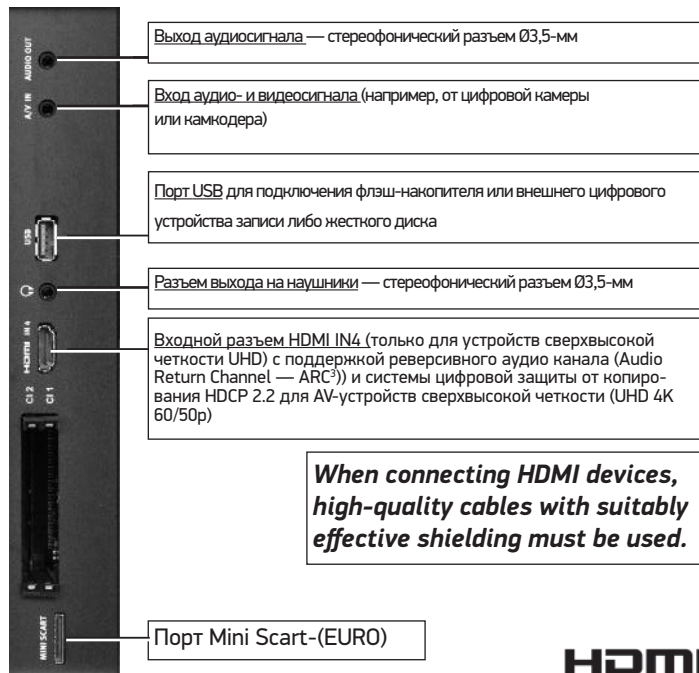 AUDIO OUT
Выход аудиосигнала — стереофонический разъем Ø3,5-мм
A/V IN
Вход аудио- и видеосигнала (например, от цифровой камеры
или камкодера)
USB
Порт USB для подключения флэш-накопителя или внешнего цифрового
устройства записи либо жесткого диска
Разъем выхода на наушники — стереофонический разъем Ø3,5-мм
HDMI IN4
Входной разъем HDMI IN4 (только для устройств сверхвысокой
четкости UHD) с поддержкой реверсивного аудио канала (Audio
Return Channel — ARC³)) и системы цифровой защиты от копиро-
вания HDCP 2.2 для AV-устройств сверхвысокой четкости (UHD 4K
60/50p)
CI 2
CI 1
When connecting HDMI devices,
high-quality cables with suitably
effective shielding must be used.
MINI SCART
Порт Mini Scart-(EURO)
HDMI